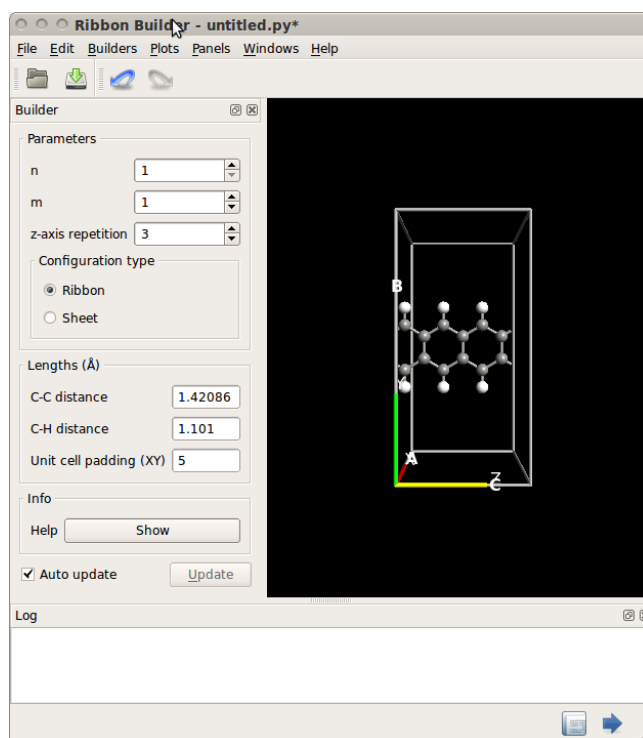 Ribbon Builder - untitled.py*
File Edit Builders Plots Panels Windows Help
Builder
Parameters
n 1
m 1
z-axis repetition 3
Configuration type
Ribbon
Sheet
Lengths (Å)
C-C distance 1.42086
C-H distance 1.101
Unit cell padding (XY) 5
Info
Help Show
Auto update Update
B
Y
A
Z
C
Log